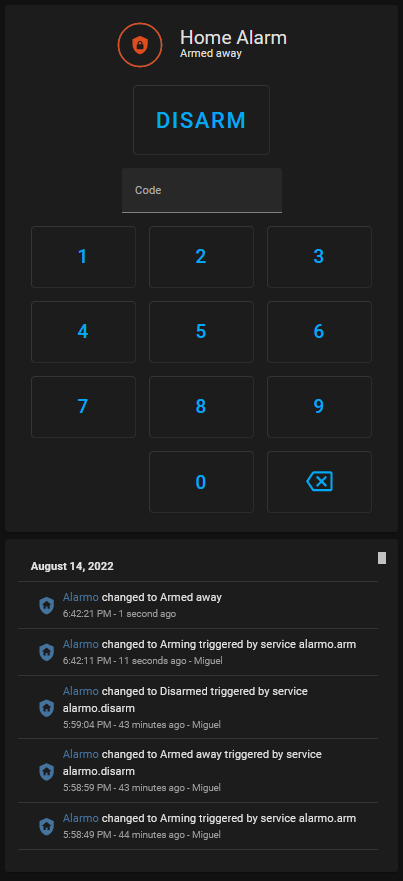 Home Alarm
Armed away
DISARM
Code
1 2 3
4 5 6
7 8 9
0
August 14, 2022
Alarmo changed to Armed away
6:42:21 PM - 1 second ago
Alarmo changed to Arming triggered by service alarmo.arm
6:42:11 PM - 11 seconds ago - Miguel
Alarmo changed to Disarmed triggered by service
alarmo.disarm
5:59:04 PM - 43 minutes ago - Miguel
Alarmo changed to Armed away triggered by service
alarmo.disarm
5:58:59 PM - 43 minutes ago - Miguel
Alarmo changed to Arming triggered by service alarmo.arm
5:58:49 PM - 44 minutes ago - Miguel